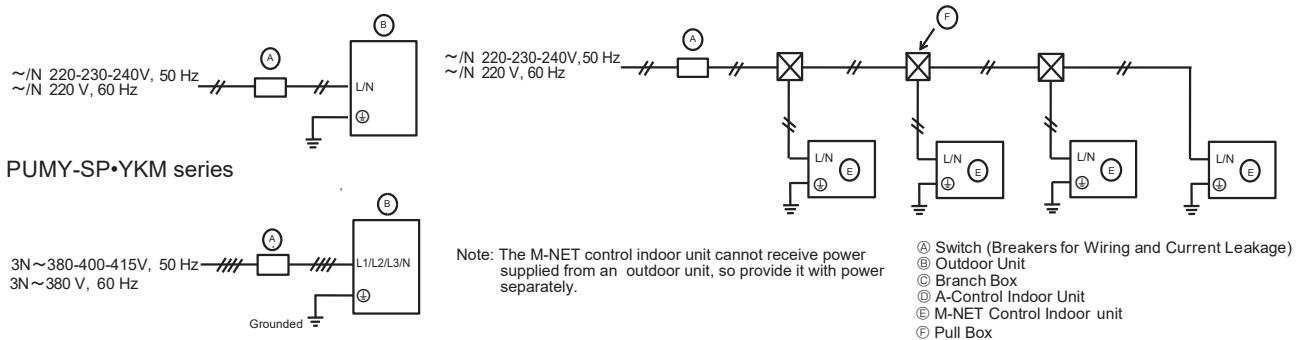 B
A
~/N 220-230-240V, 50 Hz
~/N 220 V, 60 Hz
L/N
PUMY-SP•YKM series
B
A
3N~380-400-415V, 50 Hz
3N~380 V, 60 Hz
L1/L2/L3/N
Grounded
F
A
~/N 220-230-240V,50 Hz
~/N 220 V, 60 Hz
L/N
E
L/N
E
L/N
E
L/N
E
Note: The M-NET control indoor unit cannot receive power
supplied from an outdoor unit, so provide it with power
separately.
Ⓐ Switch (Breakers for Wiring and Current Leakage)
Ⓑ Outdoor Unit
Ⓒ Branch Box
Ⓓ A-Control Indoor Unit
Ⓔ M-NET Control Indoor unit
Ⓕ Pull Box